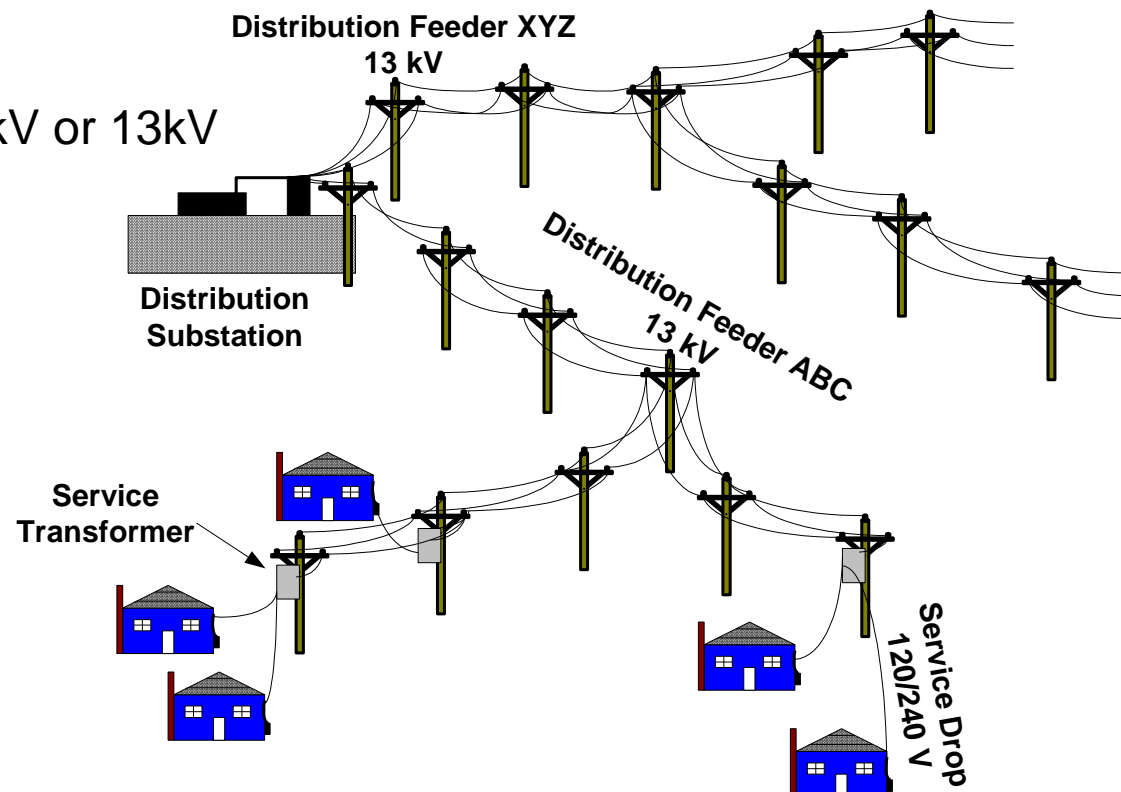 Distribution Feeder XYZ
13 kV
kV or 13kV
Distribution
Substation
Distribution Feeder ABC
13 kV
Service
Transformer
Service Drop
120/240 V